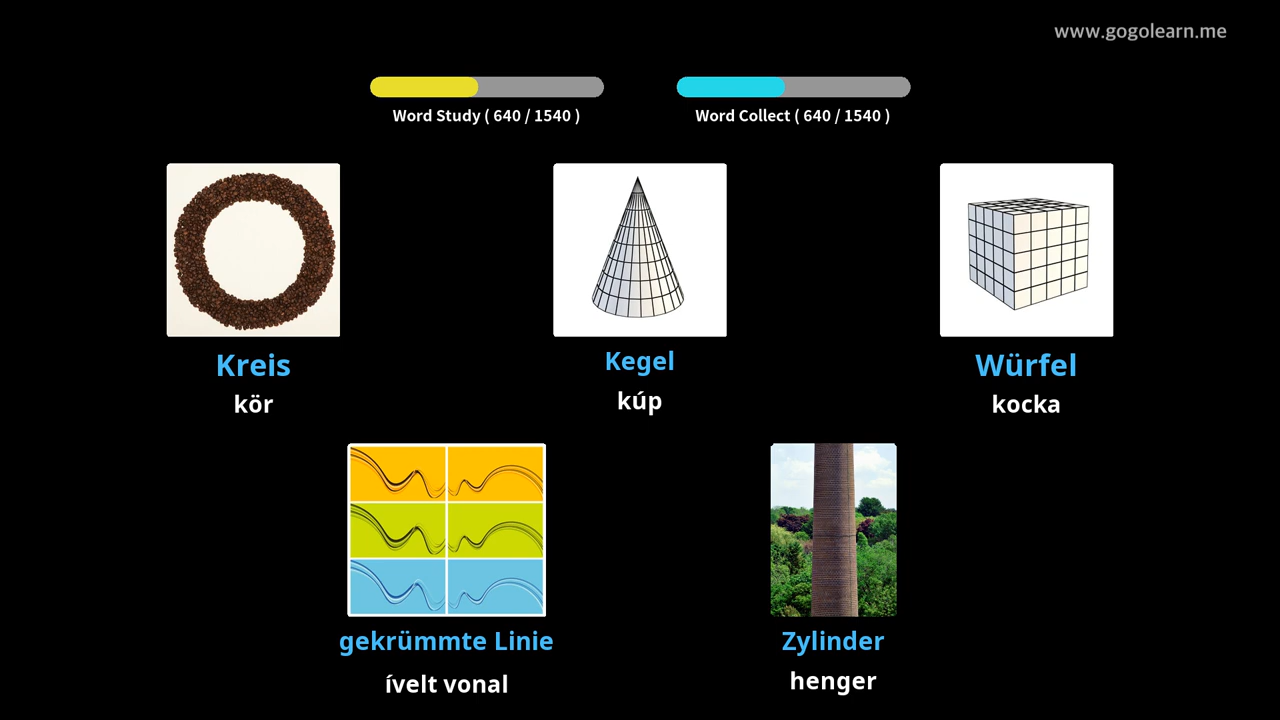 www.gogolearn.me
Word Study ( 640 / 1540 )
Word Collect ( 640 / 1540 )
Kreis
kör
Kegel
kúp
Würfel
kocka
gekrümmte Linie
ívelt vonal
Zylinder
henger